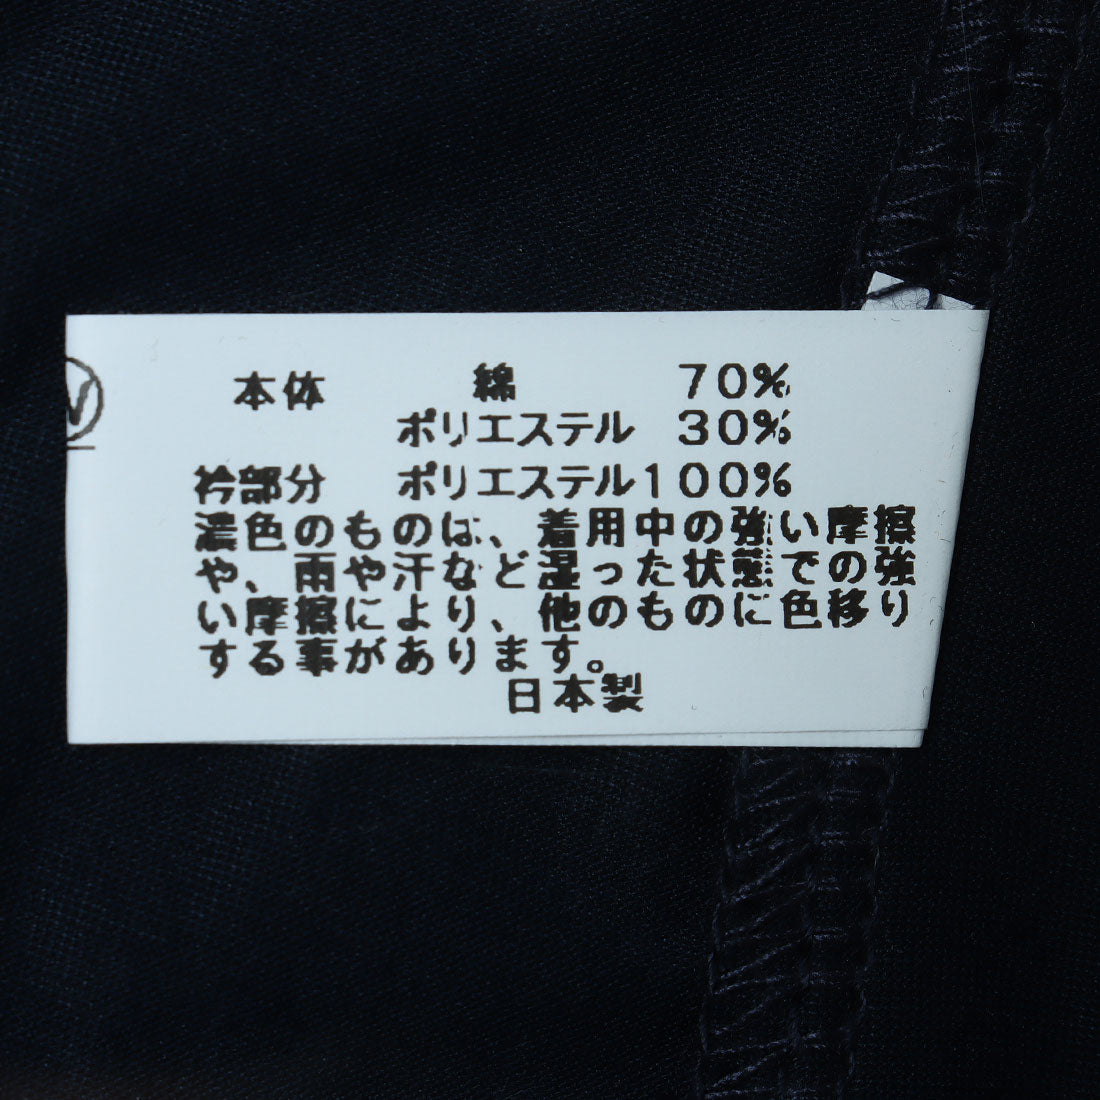 本体 綿 70%
ポリエステル 30%
衿部分 ポリエステル100%
濃色のものは、着用中の強い摩擦
や、雨や汗など湿った状態での強
い摩擦により、他のものに色移り
する事があります。
日本製